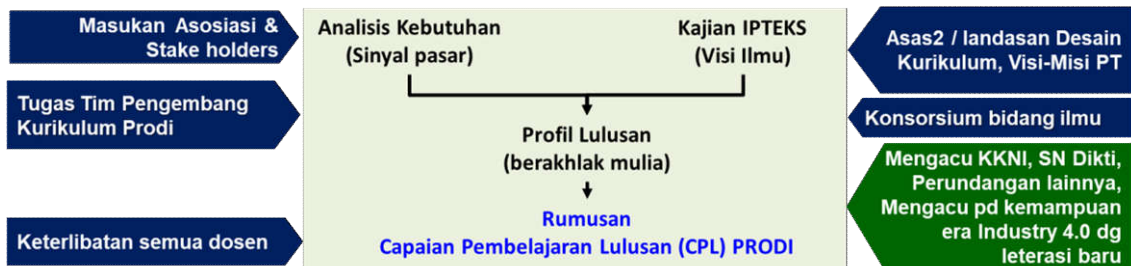 Masukan Asosiasi &
Stake holders
Tugas Tim Pengembang
Kurikulum Prodi
Keterlibatan semua dosen
Analisis Kebutuhan
(Sinyal pasar)
Kajian IPTEKS
(Visi Ilmu)
Profil Lulusan
(berakhlak mulia)
Rumusan
Capaian Pembelajaran Lulusan (CPL) PRODI
Asas2 / landasan Desain
Kurikulum, Visi-Misi PT
Konsorsium bidang ilmu
Mengacu KKNI, SN Dikti,
Perundangan lainnya,
Mengacu pd kemampuan
era Industry 4.0 dg
leterasi baru